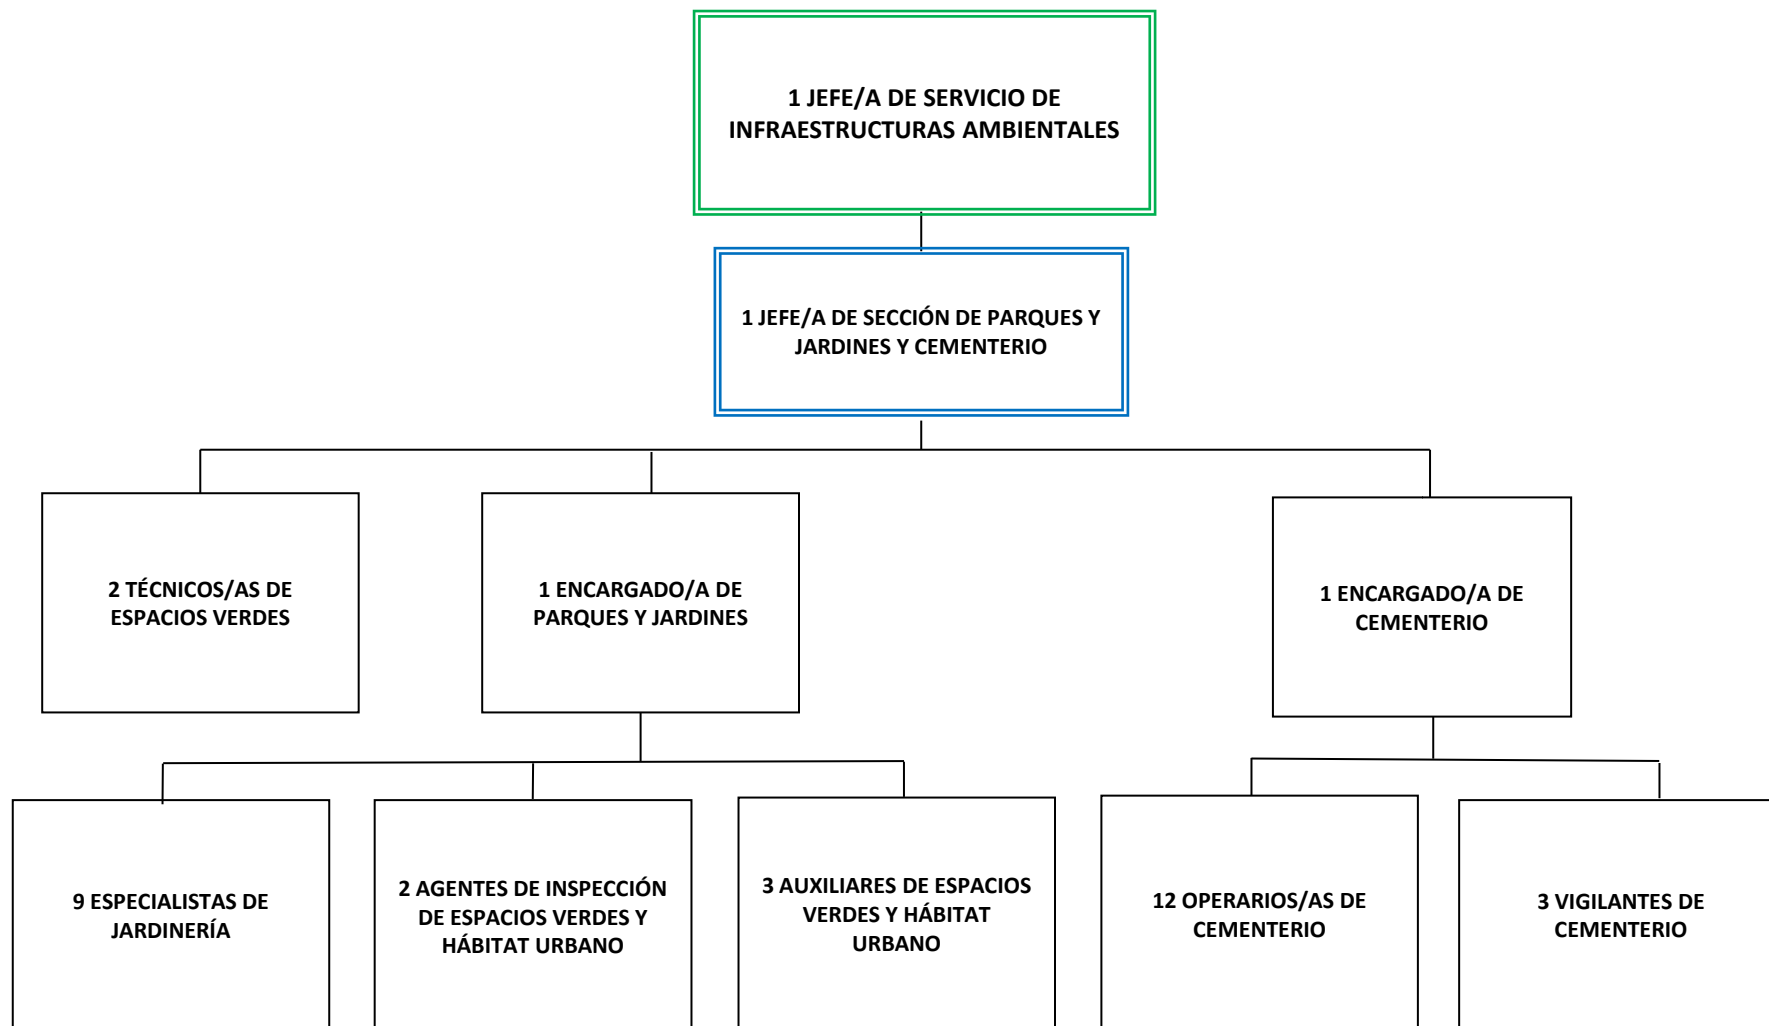 1 JEFE/A DE SERVICIO DE
INFRAESTRUCTURAS AMBIENTALES
1 JEFE/A DE SECCIÓN DE PARQUES Y
JARDINES Y CEMENTERIO
2 TÉCNICOS/AS DE
ESPACIOS VERDES
1 ENCARGADO/A DE
PARQUES Y JARDINES
1 ENCARGADO/A DE
CEMENTERIO
9 ESPECIALISTAS DE
JARDINERÍA
2 AGENTES DE INSPECCIÓN
DE ESPACIOS VERDES Y
HÁBITAT URBANO
3 AUXILIARES DE ESPACIOS
VERDES Y HÁBITAT
URBANO
12 OPERARIOS/AS DE
CEMENTERIO
3 VIGILANTES DE
CEMENTERIO